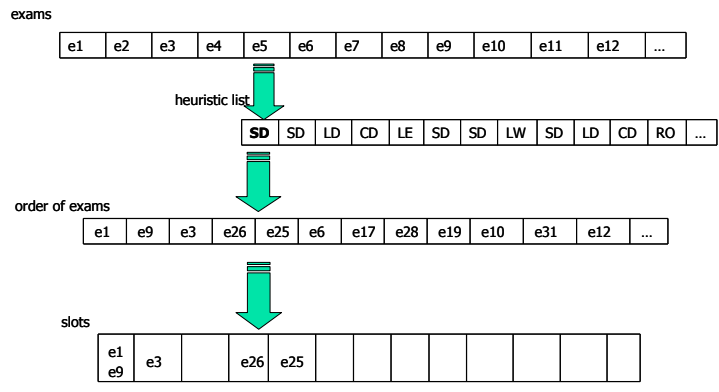 exams
e1 e2 e3 e4 e5 e6 e7 e8 e9 e10 e11 e12 ...
heuristic list
SD SD LD CD LE SD SD LW SD LD CD RO ...
order of exams
e1 e9 e3 e26 e25 e6 e17 e28 e19 e10 e31 e12 ...
slots
e1 e3 e26 e25
e9